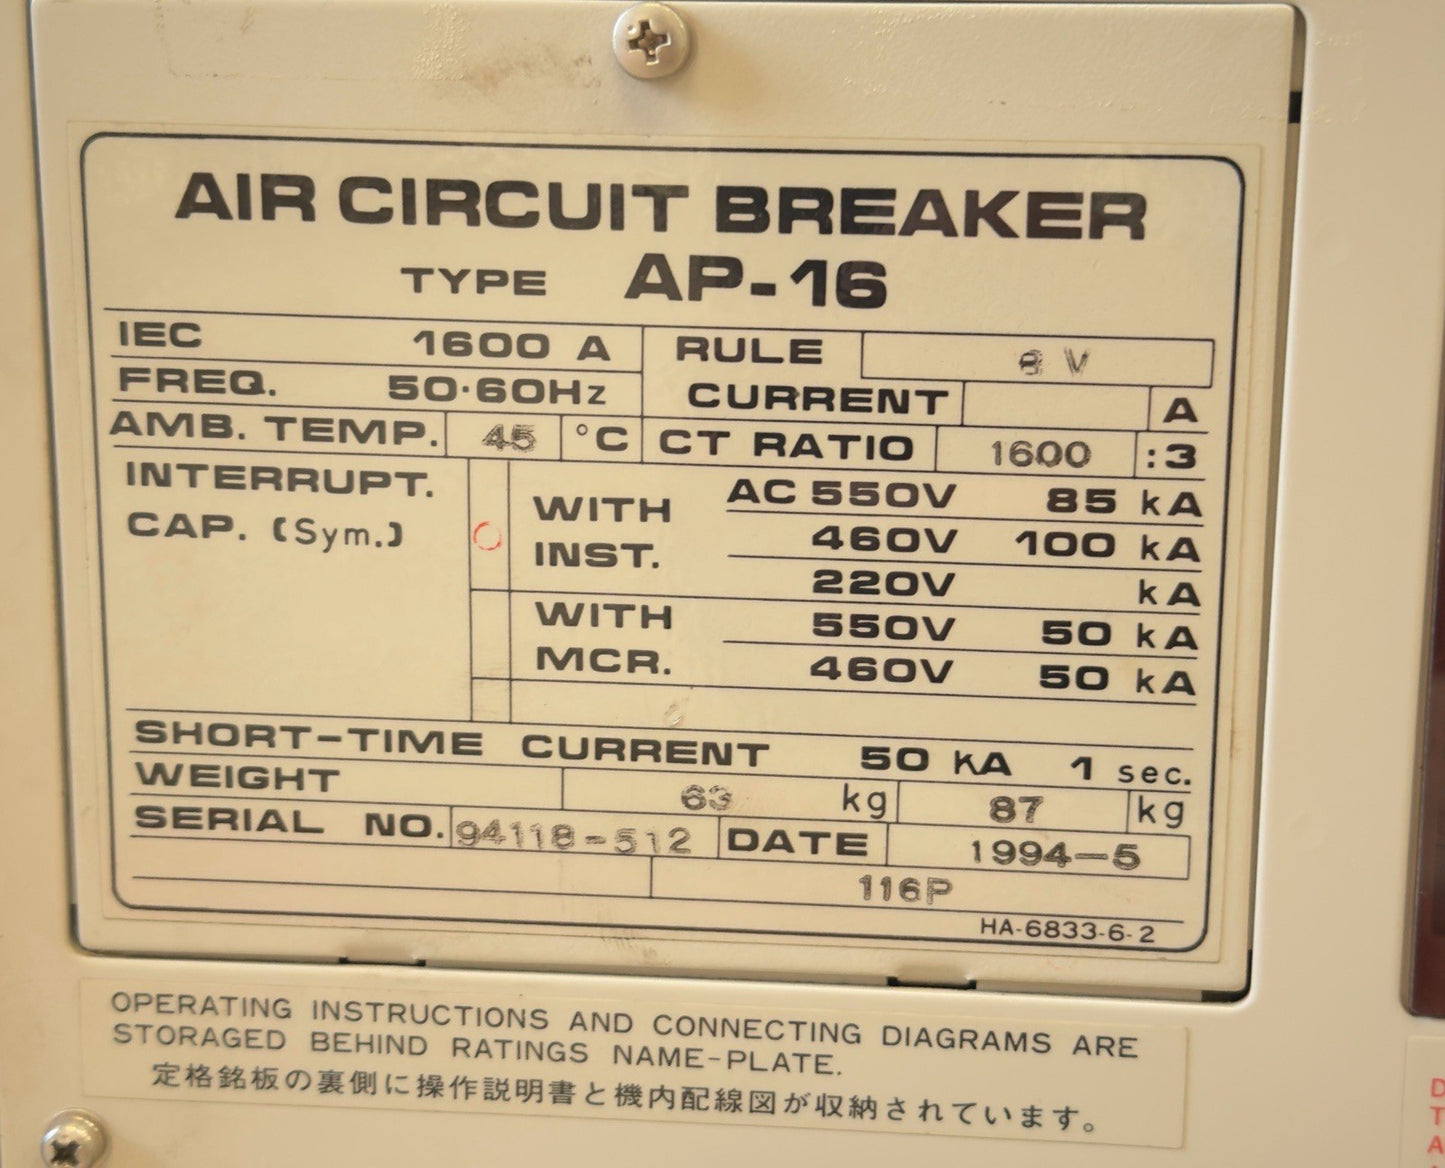 AIR CIRCUIT BREAKER
TYPE AP-16
IEC 1600 A
FREQ. 50·60Hz
AMB. TEMP. 45 °C
RULE V
CURRENT A
CT RATIO 1600 :3
INTERRUPT.
CAP. (Sym.)
WITH INST. AC 550V 85 kA
460V 100 kA
220V kA
WITH MCR. 550V 50 kA
460V 50 kA
SHORT-TIME CURRENT 50 KA 1 sec.
WEIGHT 63 kg 87 kg
SERIAL NO. 94118-512 DATE 1994-5
116P
HA-6833-6-2
OPERATING INSTRUCTIONS AND CONNECTING DIAGRAMS ARE
STORAGED BEHIND RATINGS NAME-PLATE.
定格銘板の裏側に操作説明書と機内配線図が収納されています。
D
T
A